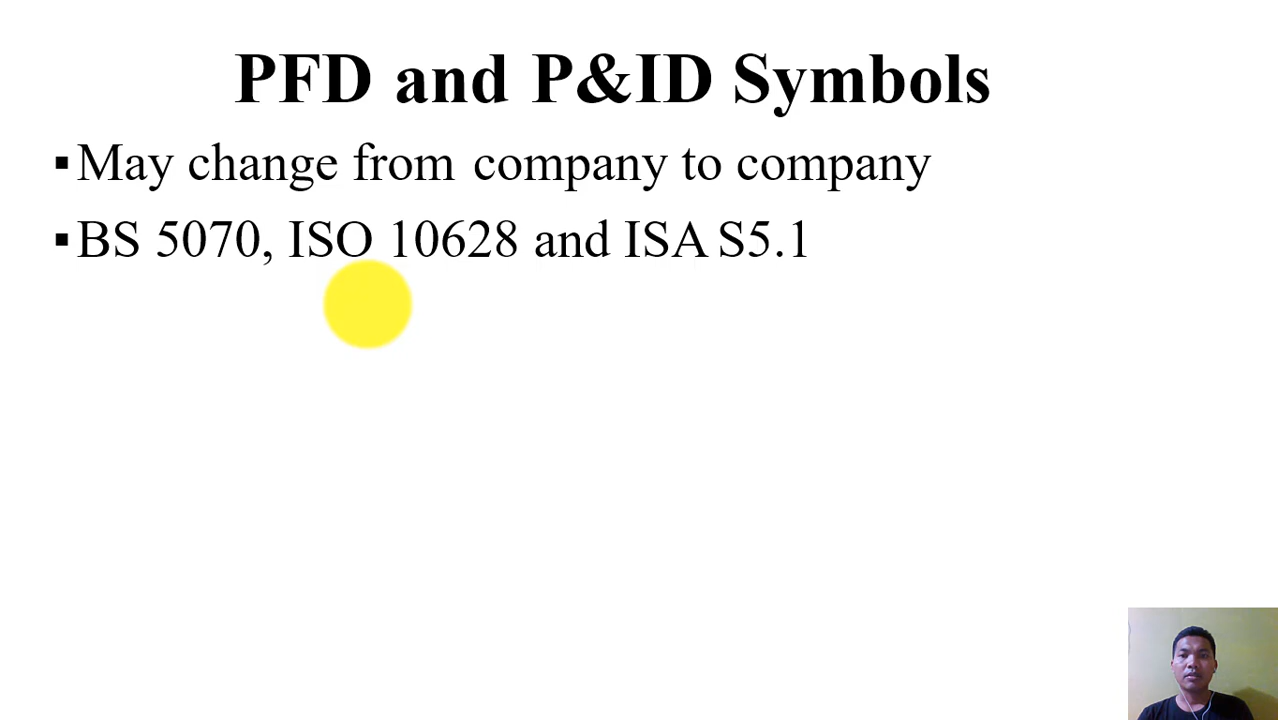 PFD and P&ID Symbols
▪May change from company to company
▪BS 5070, ISO 10628 and ISA S5.1